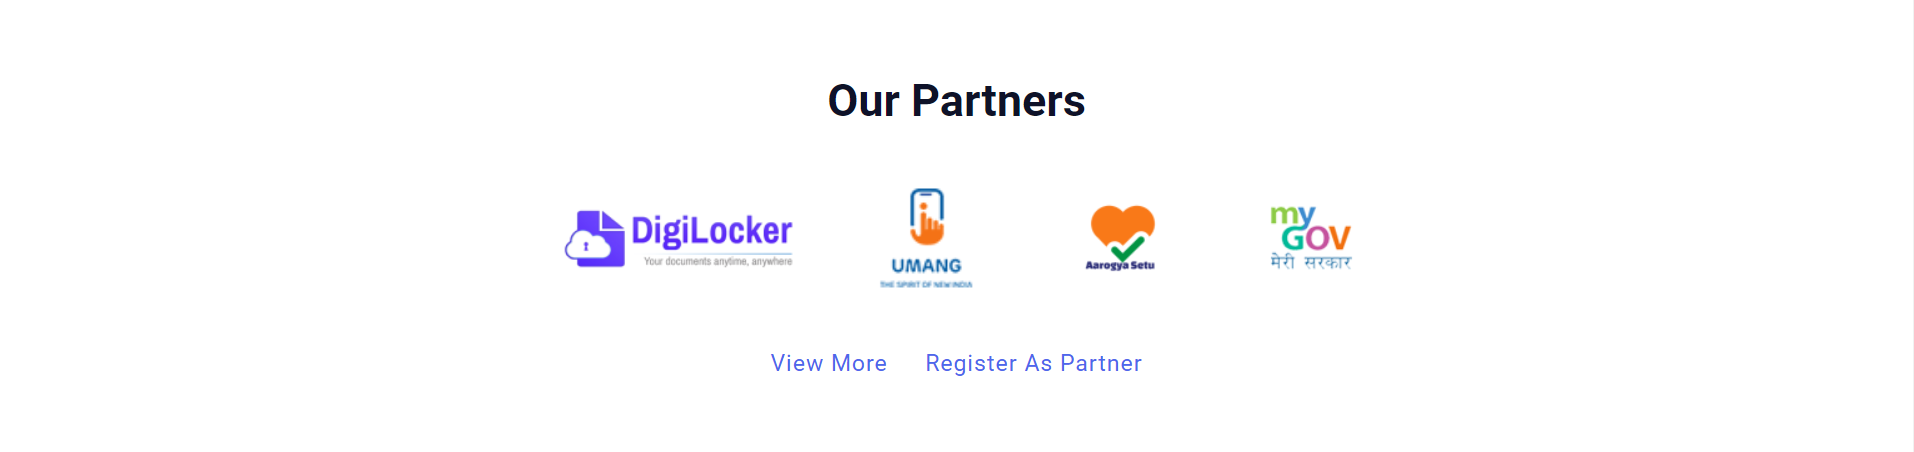 Our Partners
DigiLocker
Your documents anytime, anywhere
UMANG
THE SPIRIT OF NEW INDIA
Aarogya Setu
my
GOV
मेरी सरकार
View More
Register As Partner